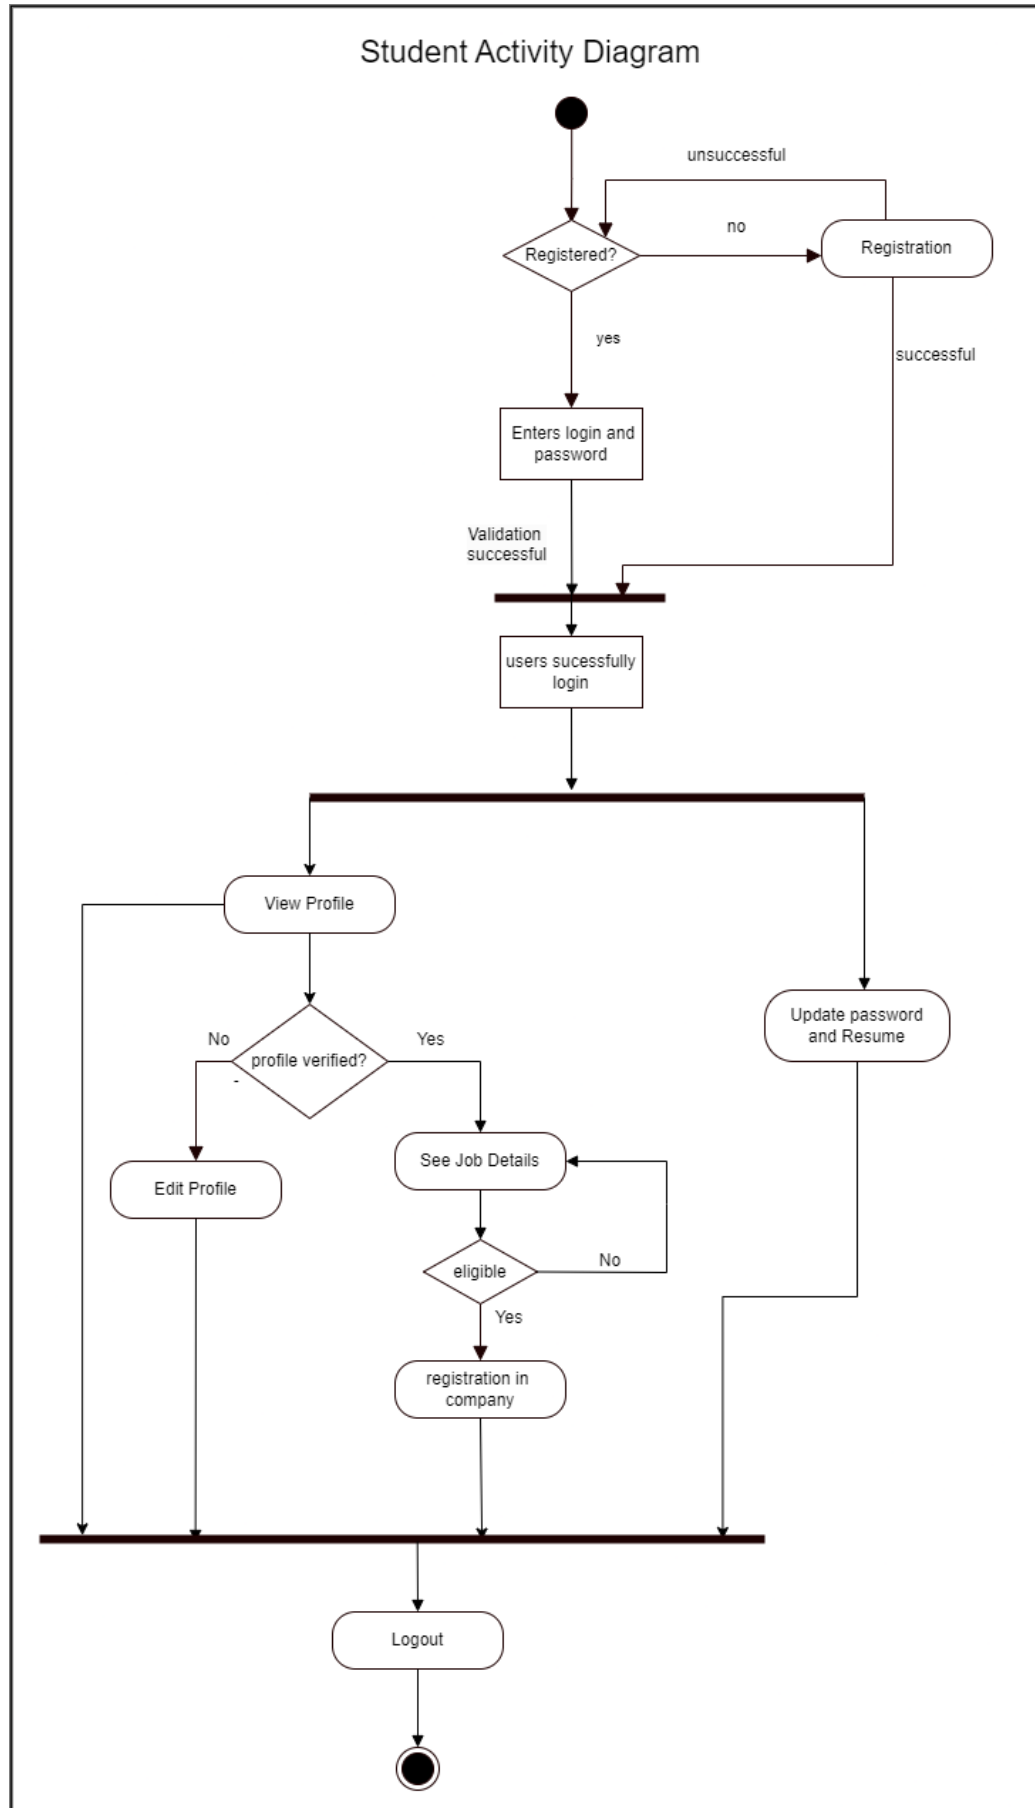 Student Activity Diagram
unsuccessful
no
Registered?
Registration
yes
successful
Enters login and
password
Validation
successful
users sucessfully
login
View Profile
Update password
and Resume
No
Yes
profile verified?
-
See Job Details
Edit Profile
No
eligible
Yes
registration in
company
Logout